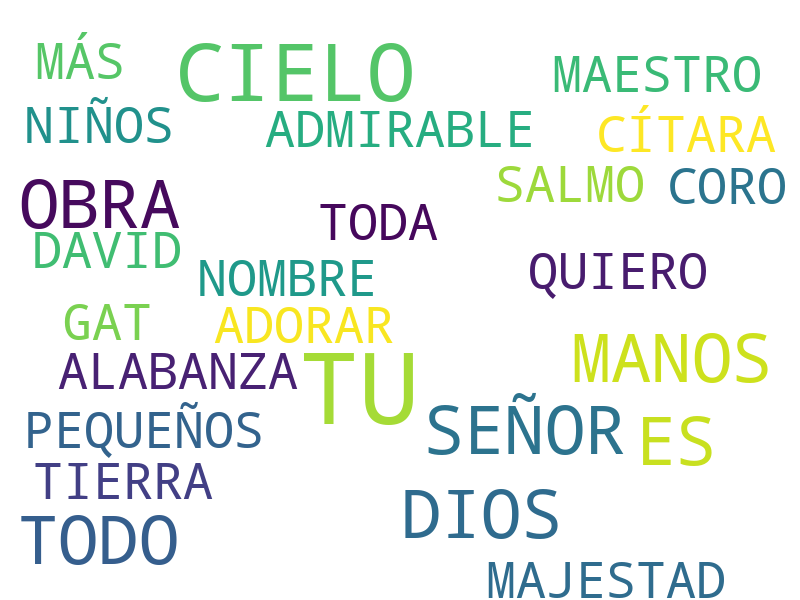 MÁS
CIELO
MAESTRO
NIÑOS
ADMIRABLE
CÍTARA
SALMO
CORO
OBRA
TODA
DAVID
NOMBRE
QUIERO
GAT
ADORAR
ALABANZA
TU
MANOS
PEQUEÑOS
SEÑOR
ES
TIERRA
DIOS
TODO
MAJESTAD